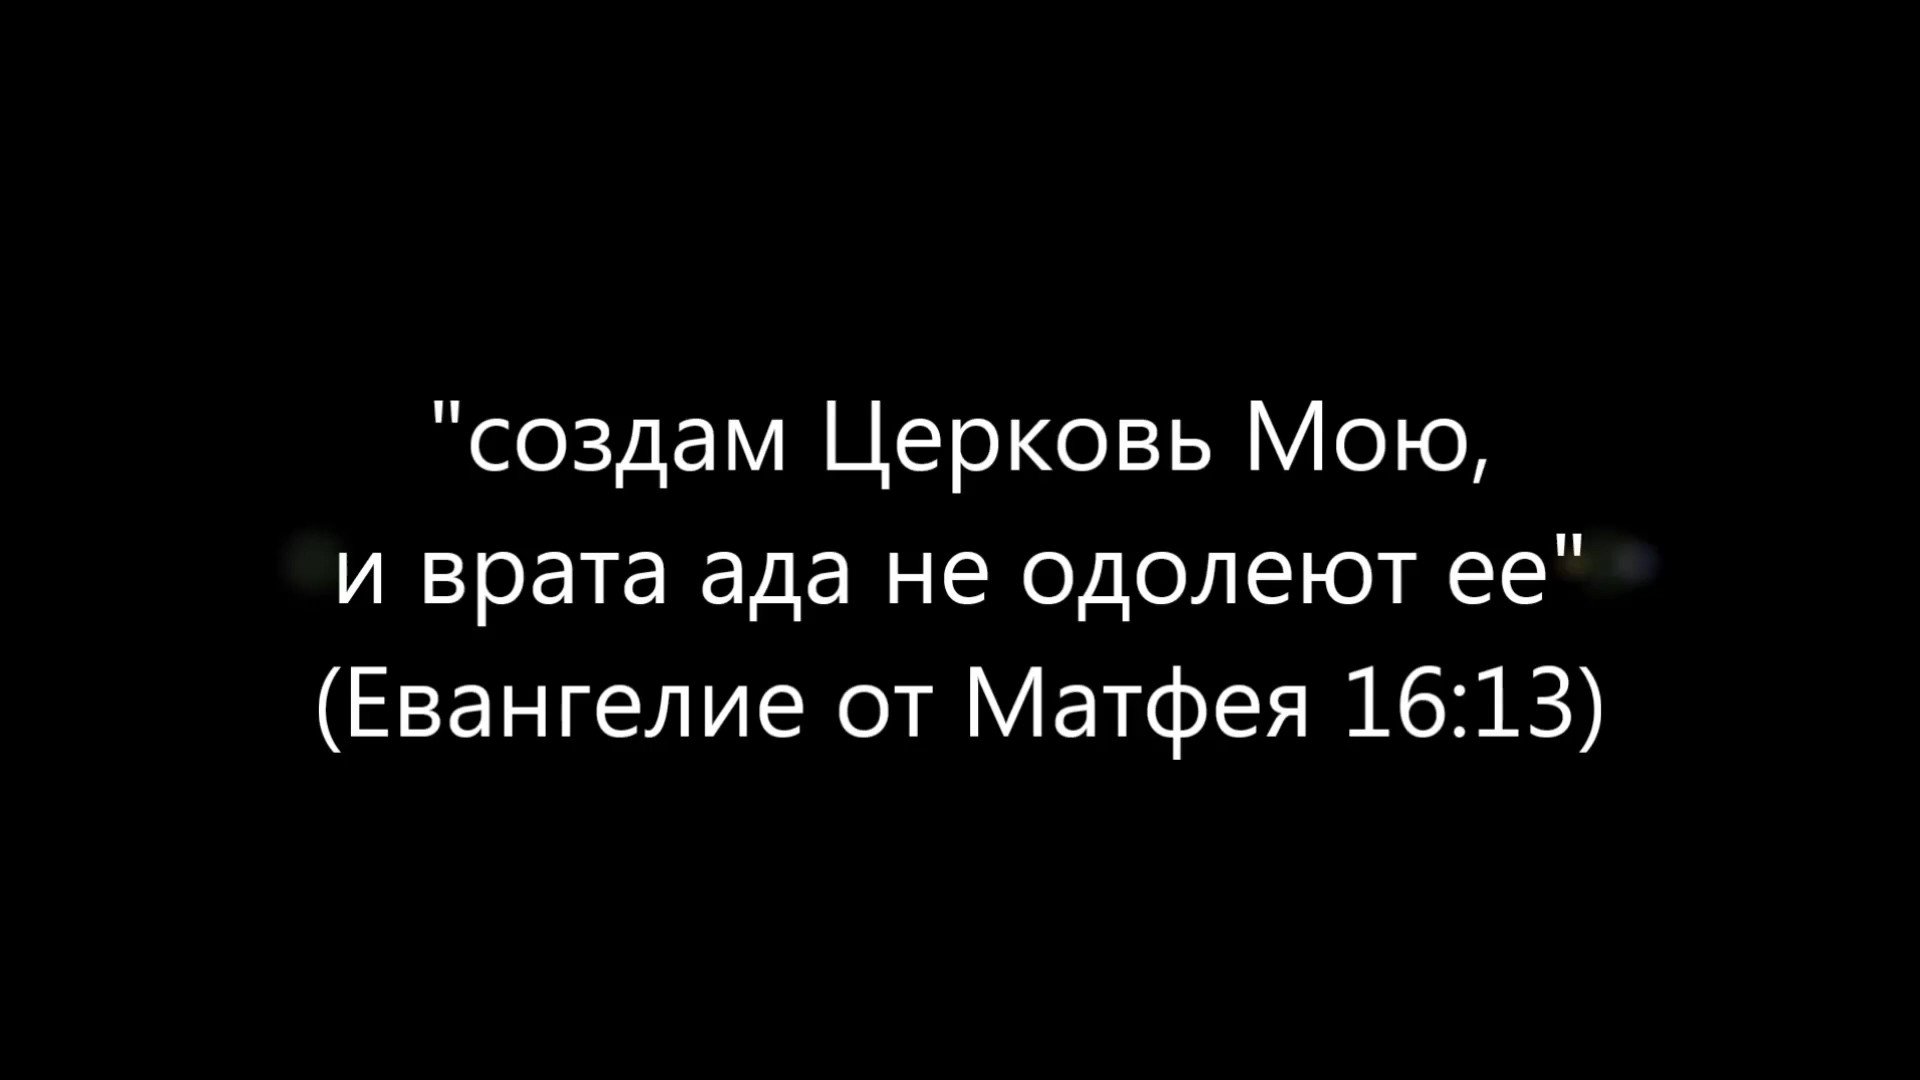 "создам Церковь Мою,
и врата ада не одолеют ее"
(Евангелие от Матфея 16:13)